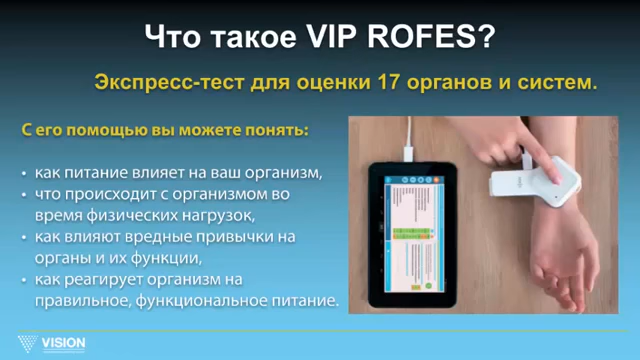 Что такое VIP ROFES?
Экспресс-тест для оценки 17 органов и систем.
С его помощью вы можете понять:
• как питание влияет на ваш организм,
• что происходит с организмом во
время физических нагрузок,
• как влияют вредные привычки на
органы и их функции,
• как реагирует организм на
правильное, функциональное питание.
VISION